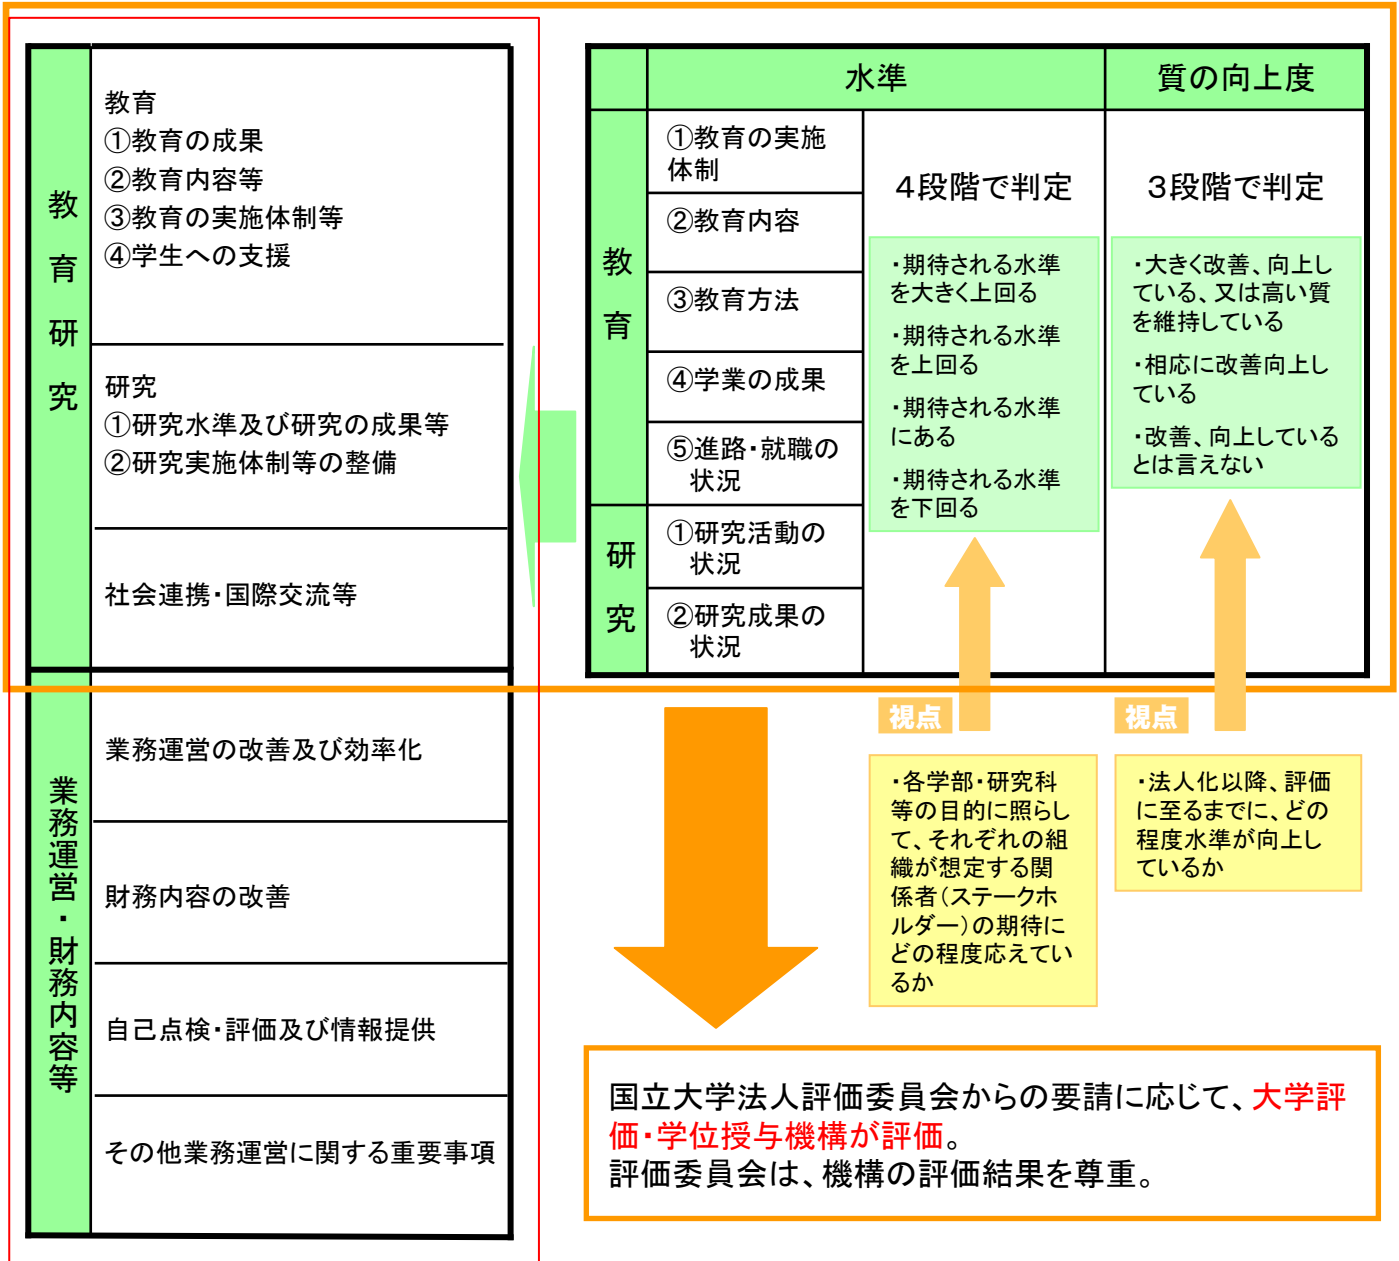 教育研究
教育
①教育の成果
②教育内容等
③教育の実施体制等
④学生への支援
研究
①研究水準及び研究の成果等
②研究実施体制等の整備
社会連携・国際交流等
業務運営・財務内容等
業務運営の改善及び効率化
財務内容の改善
自己点検・評価及び情報提供
その他業務運営に関する重要事項
水準
質の向上度
教育
①教育の実施
体制
②教育内容
③教育方法
④学業の成果
⑤進路・就職の
状況
研究
①研究活動の
状況
②研究成果の
状況
4段階で判定
・期待される水準
を大きく上回る
・期待される水準
を上回る
・期待される水準
にある
・期待される水準
を下回る
3段階で判定
・大きく改善、向上し
ている、又は高い質
を維持している
・相応に改善向上し
ている
・改善、向上している
とは言えない
視点
・各学部・研究科
等の目的に照らし
て、それぞれの組
織が想定する関
係者（ステークホ
ルダー）の期待に
どの程度応えてい
るか
視点
・法人化以降、評価
に至るまでに、どの
程度水準が向上し
ているか
国立大学法人評価委員会からの要請に応じて、大学評
価・学位授与機構が評価。
評価委員会は、機構の評価結果を尊重。